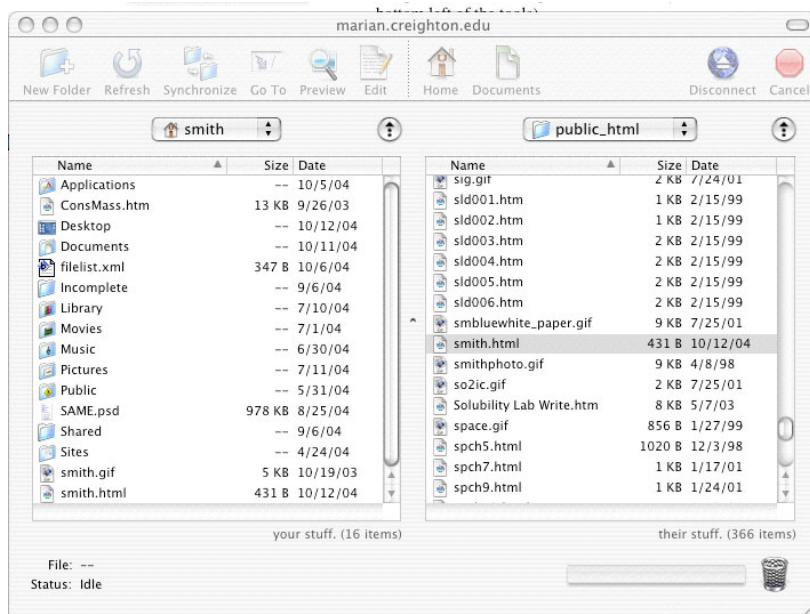 bottom left of the tools)
marian.creighton.edu
New Folder Refresh Synchronize Go To Preview Edit Home Documents Disconnect Cancel
smith
public_html
Name Size Date
Applications -- 10/5/04
ConsMass.htm 13 KB 9/26/03
Desktop -- 10/12/04
Documents -- 10/11/04
filelist.xml 347 B 10/6/04
Incomplete -- 9/6/04
Library -- 7/10/04
Movies -- 7/1/04
Music -- 6/30/04
Pictures -- 7/11/04
Public -- 5/31/04
SAME.psd 978 KB 8/25/04
Shared -- 9/6/04
Sites -- 4/24/04
smith.gif 5 KB 10/19/03
smith.html 431 B 10/12/04
your stuff. (16 items)
Name Size Date
sig.gif 2 KB 7/24/01
sld001.htm 1 KB 2/15/99
sld002.htm 1 KB 2/15/99
sld003.htm 2 KB 2/15/99
sld004.htm 2 KB 2/15/99
sld005.htm 2 KB 2/15/99
sld006.htm 2 KB 2/15/99
smbluewhite_paper.gif 9 KB 7/25/01
smith.html 431 B 10/12/04
smithphoto.gif 9 KB 4/8/98
so2ic.gif 2 KB 7/25/01
Solubility Lab Write.htm 8 KB 5/7/03
space.gif 856 B 1/27/99
spch5.html 1020 B 12/3/98
spch7.html 1 KB 1/17/01
spch9.html 1 KB 1/24/01
their stuff. (366 items)
File: --
Status: Idle